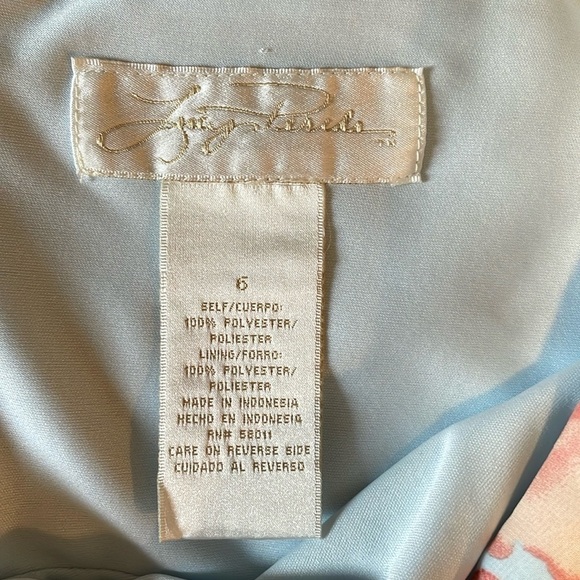 6
SELF/CUERPO:
100% POLYESTER/
POLIESTER
LINING/FORRO:
100% POLYESTER/
POLIESTER
MADE IN INDONESIA
HECHO EN INDONESIA
RN# 58011
CARE ON REVERSE SIDE
CUIDADO AL REVERSO